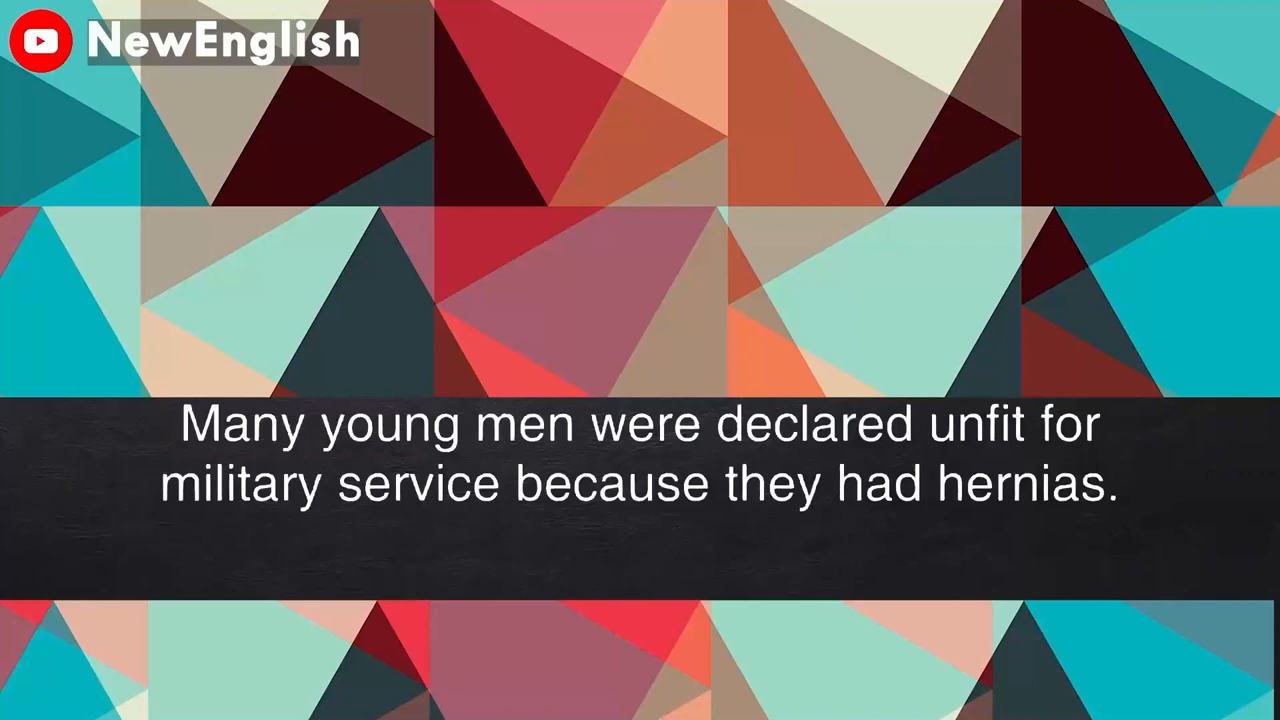 NewEnglish
Many young men were declared unfit for
military service because they had hernias.